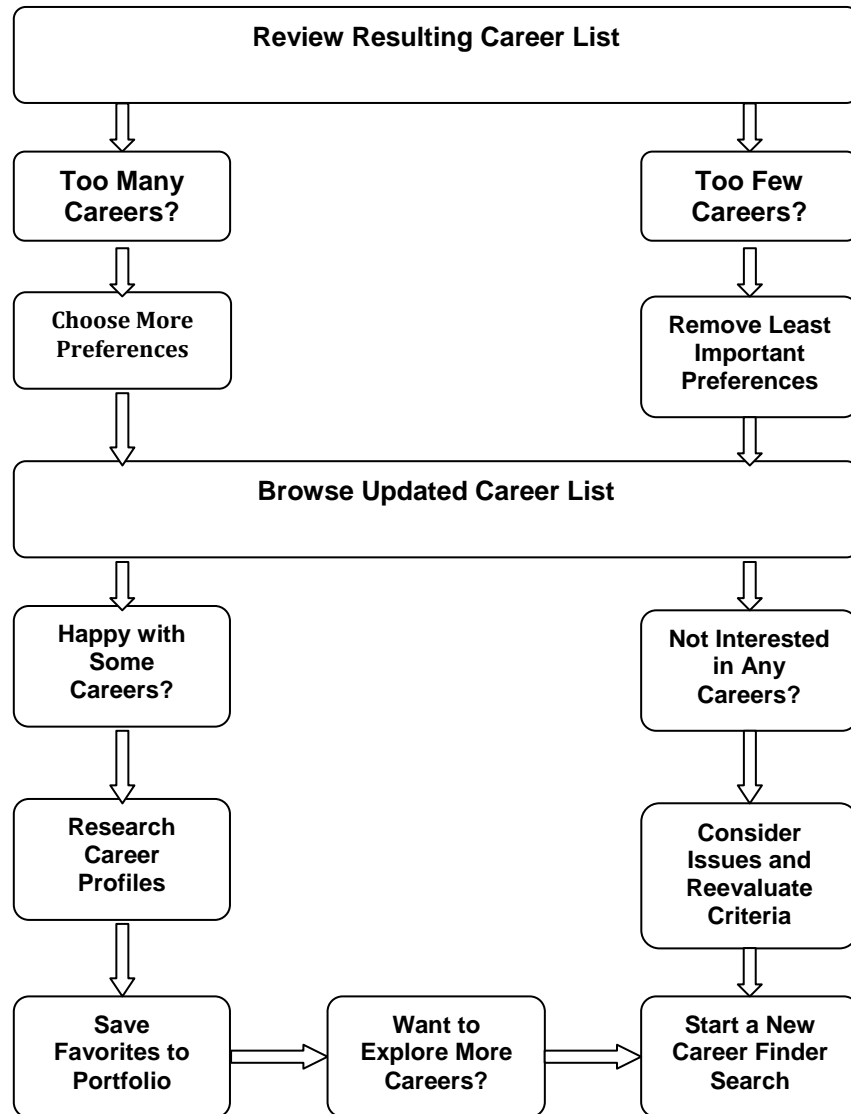 Review Resulting Career List
Too Many
Careers?
Too Few
Careers?
Choose More
Preferences
Remove Least
Important
Preferences
Browse Updated Career List
Happy with
Some
Careers?
Not Interested
in Any
Careers?
Research
Career
Profiles
Consider
Issues and
Reevaluate
Criteria
Save
Favorites to
Portfolio
Want to
Explore More
Careers?
Start a New
Career Finder
Search